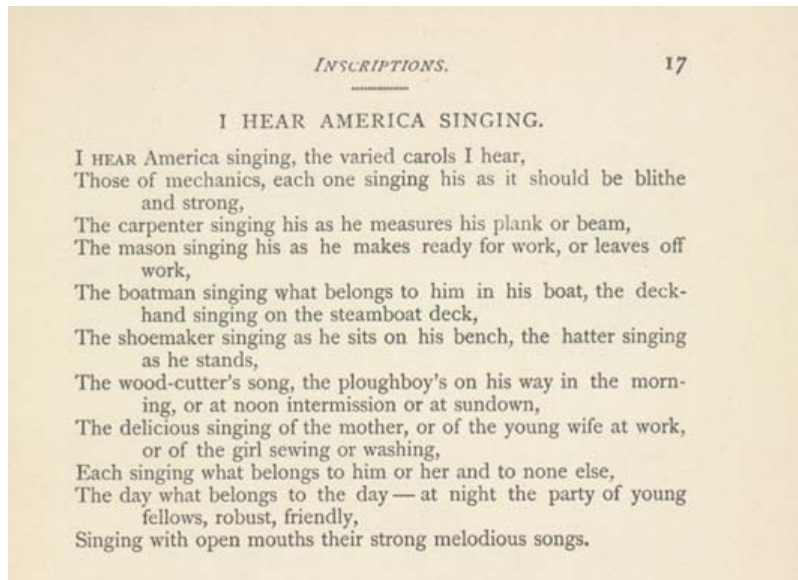 INSCRIPTIONS. 17
I HEAR AMERICA SINGING.
I HEAR America singing, the varied carols I hear,
Those of mechanics, each one singing his as it should be blithe
and strong,
The carpenter singing his as he measures his plank or beam,
The mason singing his as he makes ready for work, or leaves off
work,
The boatman singing what belongs to him in his boat, the deck-
hand singing on the steamboat deck,
The shoemaker singing as he sits on his bench, the hatter singing
as he stands,
The wood-cutter's song, the ploughboy's on his way in the morn-
ing, or at noon intermission or at sundown,
The delicious singing of the mother, or of the young wife at work,
or of the girl sewing or washing,
Each singing what belongs to him or her and to none else,
The day what belongs to the day — at night the party of young
fellows, robust, friendly,
Singing with open mouths their strong melodious songs.